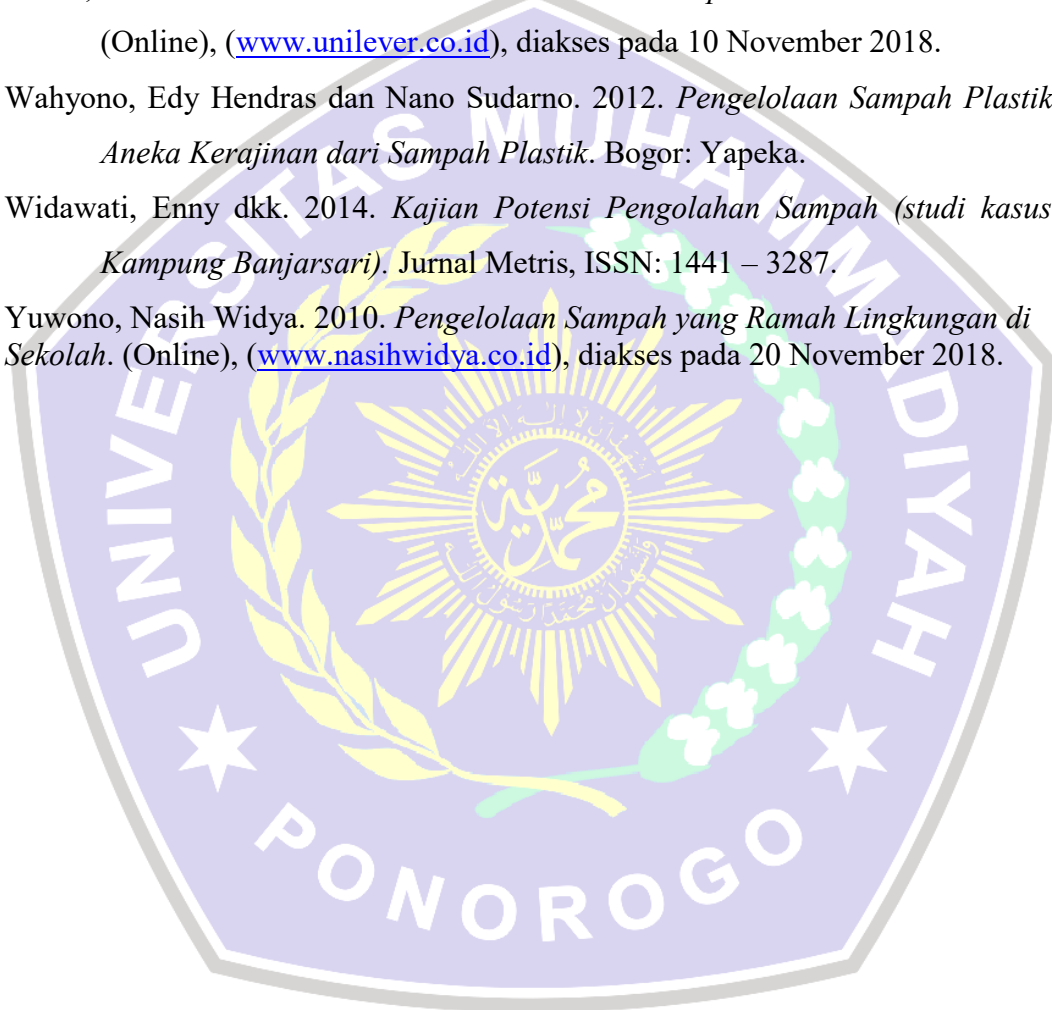 (Online), (www.unilever.co.id), diakses pada 10 November 2018.
Wahyono, Edy Hendras dan Nano Sudarno. 2012. Pengelolaan Sampah Plastik
Aneka Kerajinan dari Sampah Plastik. Bogor: Yapeka.
Widawati, Enny dkk. 2014. Kajian Potensi Pengolahan Sampah (studi kasus
Kampung Banjarsari). Jurnal Metris, ISSN: 1441 – 3287.
Yuwono, Nasih Widya. 2010. Pengelolaan Sampah yang Ramah Lingkungan di
Sekolah. (Online), (www.nasihwidya.co.id), diakses pada 20 November 2018.
UNIVERSITAS MUHAMMADIYAH
PONOROGO
محمدية